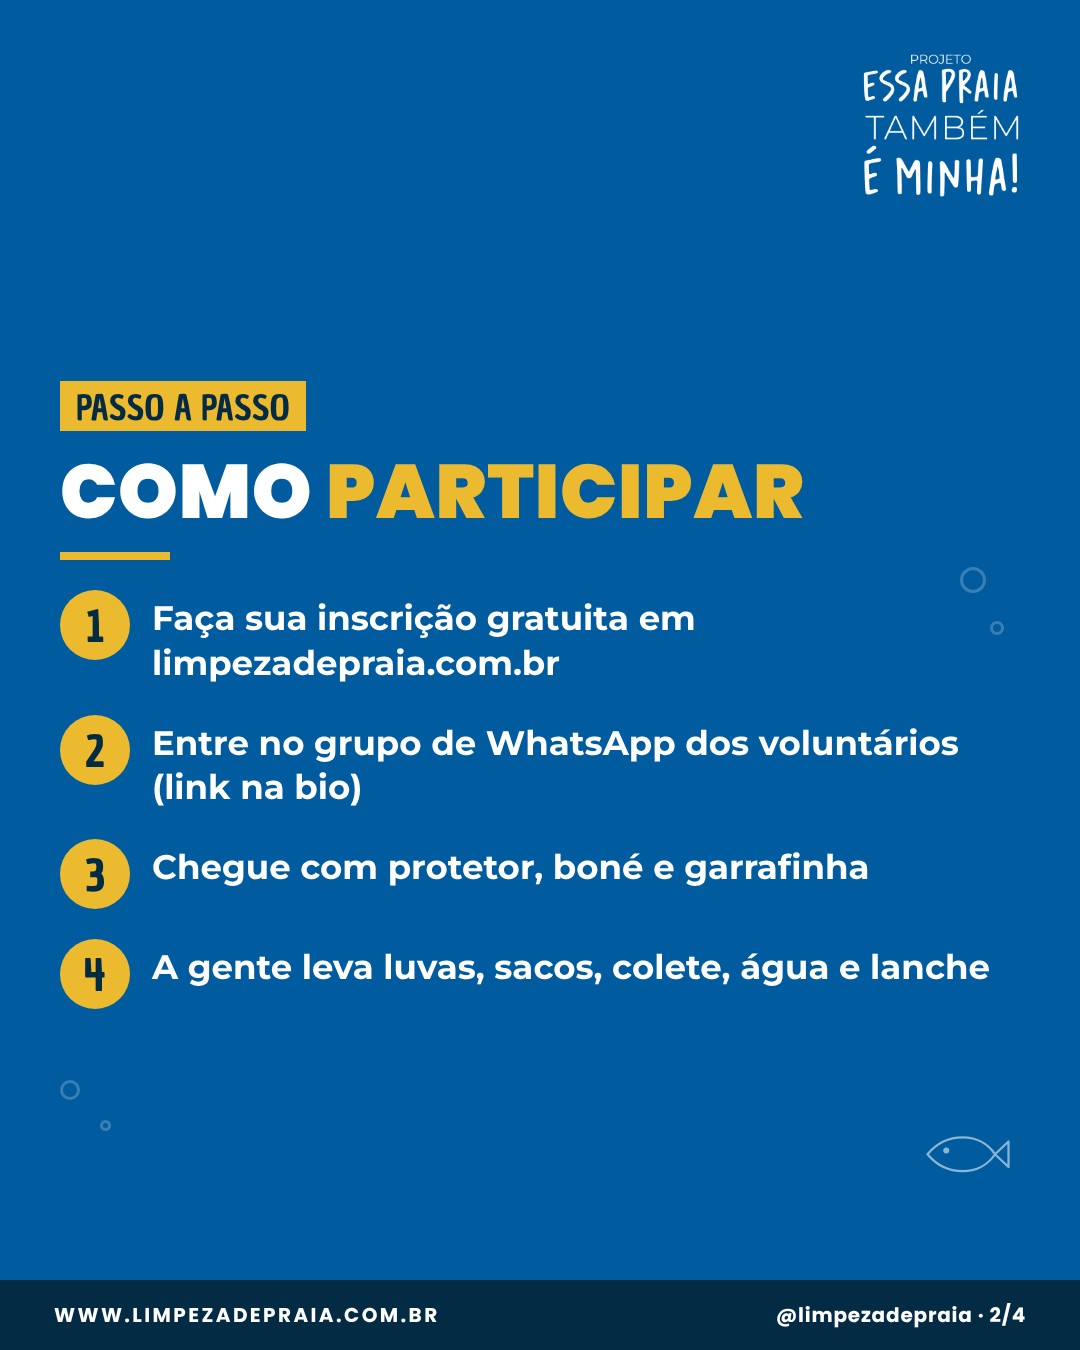 PROJETO
ESSA PRAIA
TAMBÉM
É MINHA!
PASSO A PASSO
COMO PARTICIPAR
1 Faça sua inscrição gratuita em
limpezadepraia.com.br
2 Entre no grupo de WhatsApp dos voluntários
(link na bio)
3 Chegue com protetor, boné e garrafinha
4 A gente leva luvas, sacos, colete, água e lanche
WWW.LIMPEZADEPRAIA.COM.BR
@limpezadepraia · 2/4